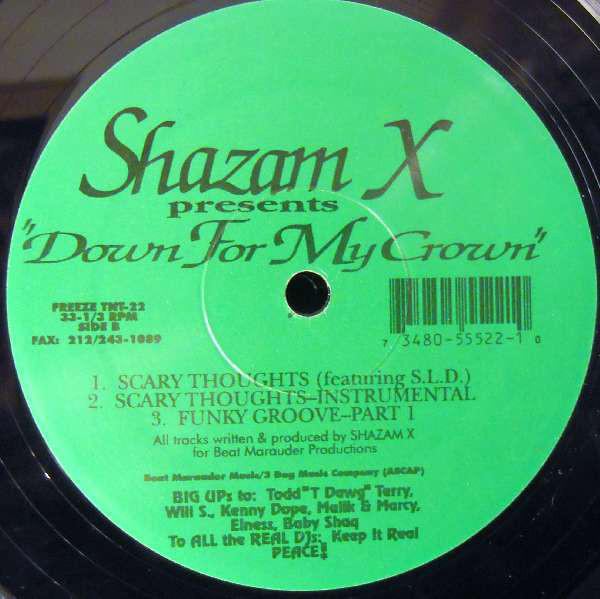 Shazam X
presents
"Down For My Crown"
FREEZE TNT-22
33-1/3 RPM
SIDE B
FAX: 212/243-1089
7 3480-55522-1 0
1. SCARY THOUGHTS (featuring S.L.D.)
2. SCARY THOUGHTS–INSTRUMENTAL
3. FUNKY GROOVE–PART 1
All tracks written & produced by SHAZAM X
for Beat Marauder Productions
Beat Marauder Music/3 Dog Music Company (ASCAP)
BIG UPs to: Todd "T Dawg" Terry,
Will S., Kenny Dope, Malik & Marcy,
Elness, Baby Shaq
To ALL the REAL DJs: Keep It Real
PEACE!